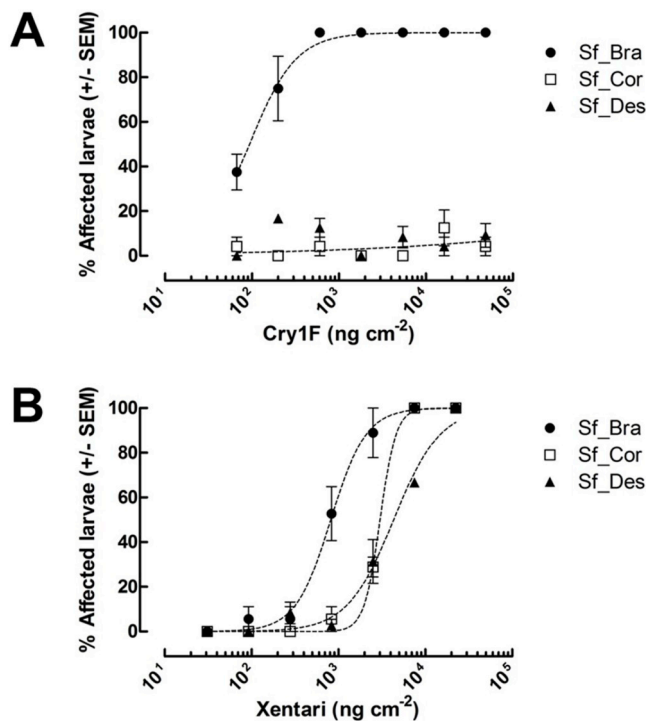 A
% Affected larvae (+/- SEM)
100
80
60
40
20
0
10¹ 10² 10³ 10⁴ 10⁵
Cry1F (ng cm⁻²)
Sf_Bra
Sf_Cor
Sf_Des
B
% Affected larvae (+/- SEM)
100
80
60
40
20
0
10¹ 10² 10³ 10⁴ 10⁵
Xentari (ng cm⁻²)
Sf_Bra
Sf_Cor
Sf_Des